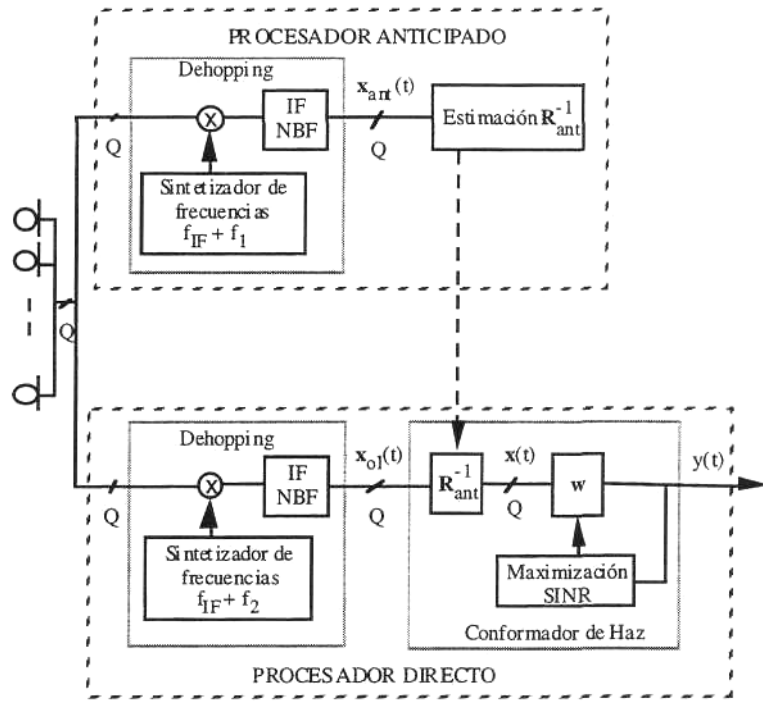 PROCESADOR ANTICIPADO
Dehopping
IF
NBF
x_ant(t)
Estimación R_ant^-1
Q
Q
Sintetizador de
frecuencias
f_IF + f_1
Q
PROCESADOR DIRECTO
Dehopping
IF
NBF
x_o1(t)
R_ant^-1
x(t)
w
y(t)
Q
Q
Q
Sintetizador de
frecuencias
f_IF + f_2
Maximización
SINR
Conformador de Haz
X
X